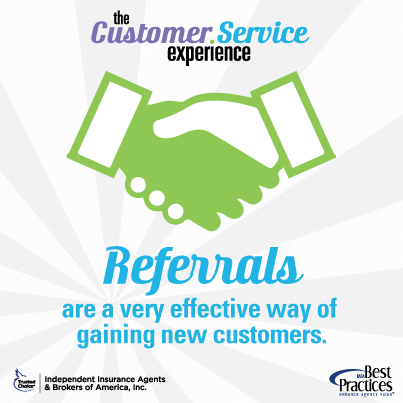 the
Customer.Service
experience
Referrals
are a very effective way of
gaining new customers.
Trusted
Choice®
Independent Insurance Agents
& Brokers of America, Inc.
IIABA
Best
Practices
enhance agency value